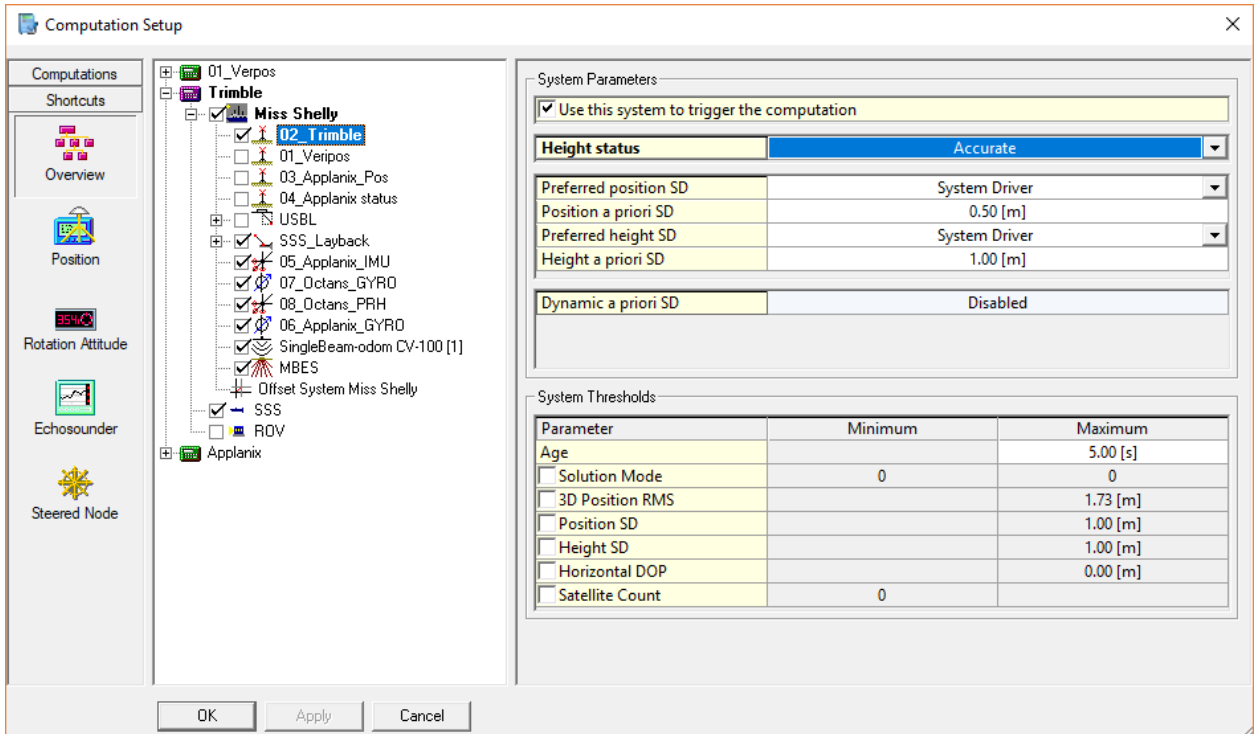 Computation Setup
Computations
Shortcuts
Overview
Position
Rotation Attitude
Echosounder
Steered Node
01_Verpos
Trimble
Miss Shelly
02_Trimble
01_Veripos
03_Applanix_Pos
04_Applanix status
USBL
SSS_Layback
05_Applanix_IMU
07_Octans_GYRO
08_Octans_PRH
06_Applanix_GYRO
SingleBeam-odom CV-100 [1]
MBES
Offset System Miss Shelly
SSS
ROV
Applanix
System Parameters
Use this system to trigger the computation
Height status Accurate
Preferred position SD System Driver
Position a priori SD 0.50 [m]
Preferred height SD System Driver
Height a priori SD 1.00 [m]
Dynamic a priori SD Disabled
System Thresholds
Parameter Minimum Maximum
Age 5.00 [s]
Solution Mode 0 0
3D Position RMS 1.73 [m]
Position SD 1.00 [m]
Height SD 1.00 [m]
Horizontal DOP 0.00 [m]
Satellite Count 0
OK Apply Cancel